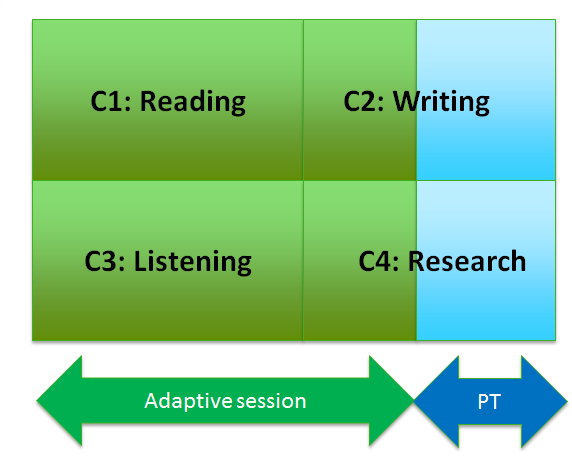 C1: Reading
C2: Writing
C3: Listening
C4: Research
Adaptive session
PT